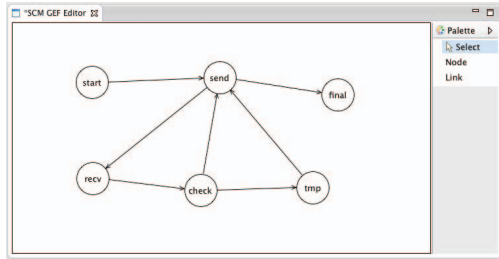 *SCM GEF Editor
Palette
Select
Node
Link
start
send
final
recv
check
tmp